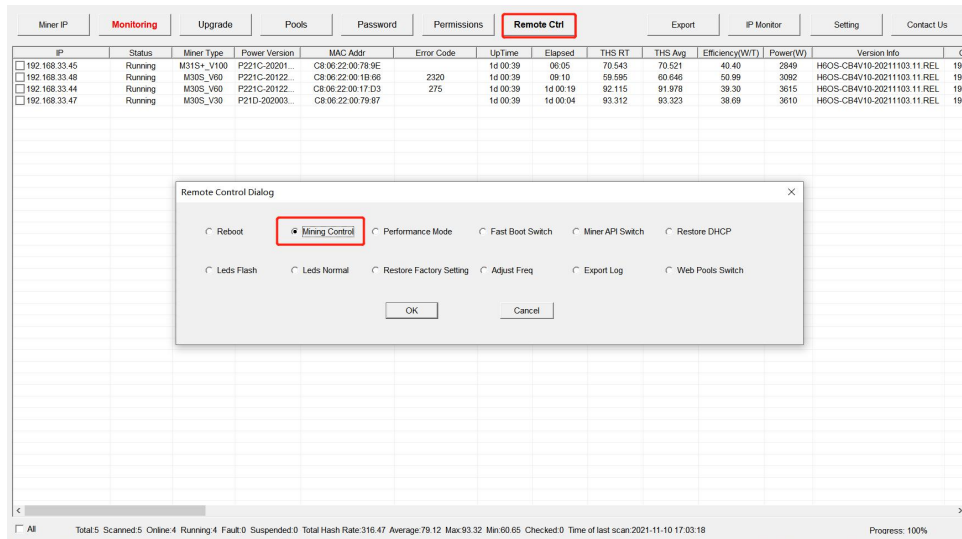 Miner IP Monitoring Upgrade Pools Password Permissions Remote Ctrl Export IP Monitor Setting Contact Us
IP Status Miner Type Power Version MAC Addr Error Code UpTime Elapsed THS RT THS Avg Efficiency(W/T) Power(W) Version Info
192.168.33.45 Running M31S+_V100 P221C-20201... C8:06:22:00:78:9E 1d 00:39 06:05 70.543 70.521 40.40 2849 H6OS-CB4V10-20211103.11.REL 19
192.168.33.48 Running M30S_V60 P221C-20122... C8:06:22:00:1B:66 2320 1d 00:39 09:10 59.595 60.646 50.99 3092 H6OS-CB4V10-20211103.11.REL 19
192.168.33.44 Running M30S_V60 P221C-20122... C8:06:22:00:17:D3 275 1d 00:39 1d 00:19 92.115 91.978 39.30 3615 H6OS-CB4V10-20211103.11.REL 19
192.168.33.47 Running M30S_V30 P21D-202003... C8:06:22:00:79:87 1d 00:39 1d 00:04 93.312 93.323 38.69 3610 H6OS-CB4V10-20211103.11.REL 19
Remote Control Dialog
Reboot Mining Control Performance Mode Fast Boot Switch Miner API Switch Restore DHCP
Leds Flash Leds Normal Restore Factory Setting Adjust Freq Export Log Web Pools Switch
OK Cancel
All Total:5 Scanned:5 Online:4 Running:4 Fault:0 Suspended:0 Total Hash Rate:316.47 Average:79.12 Max:93.32 Min:60.65 Checked:0 Time of last scan:2021-11-10 17:03:18 Progress: 100%